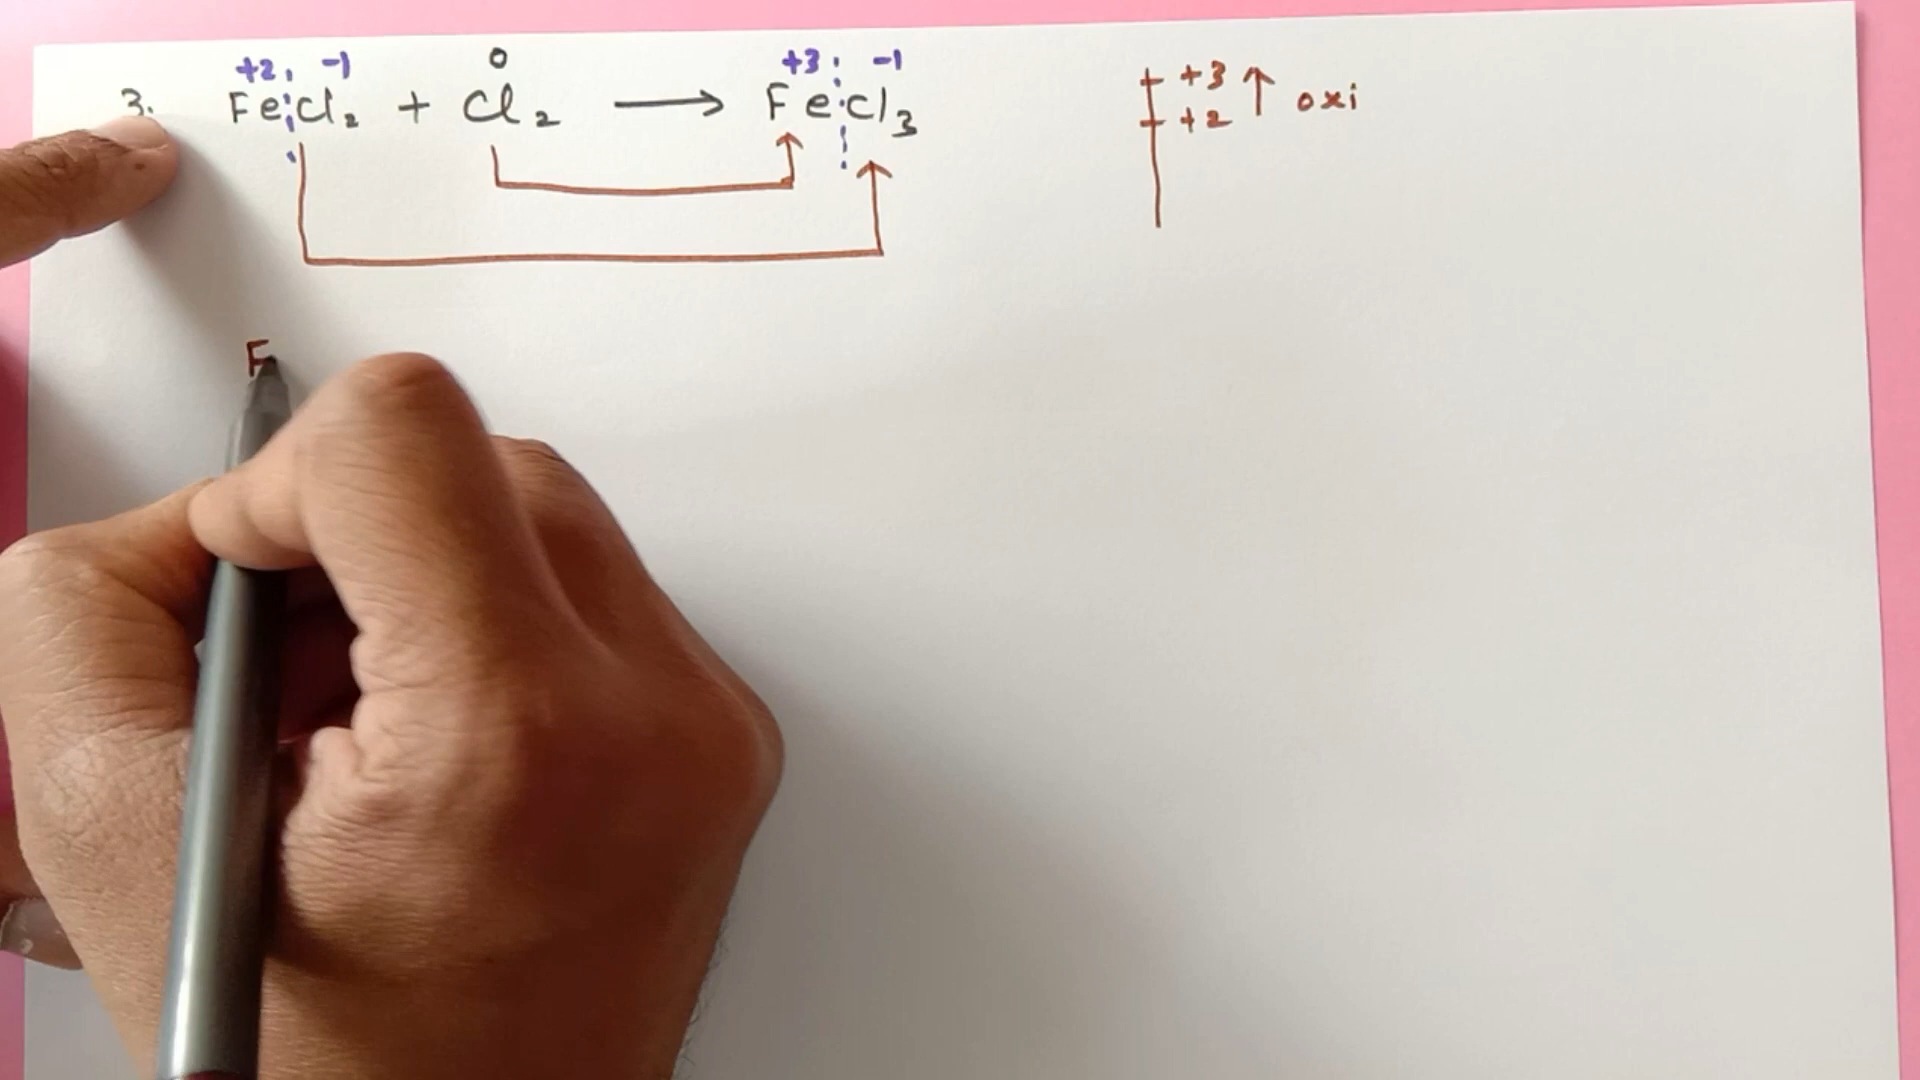 +2 -1 0 +3 -1
3. FeCl₂ + Cl₂ ⟶ FeCl₃
+3 ↑ oxi
+2
F